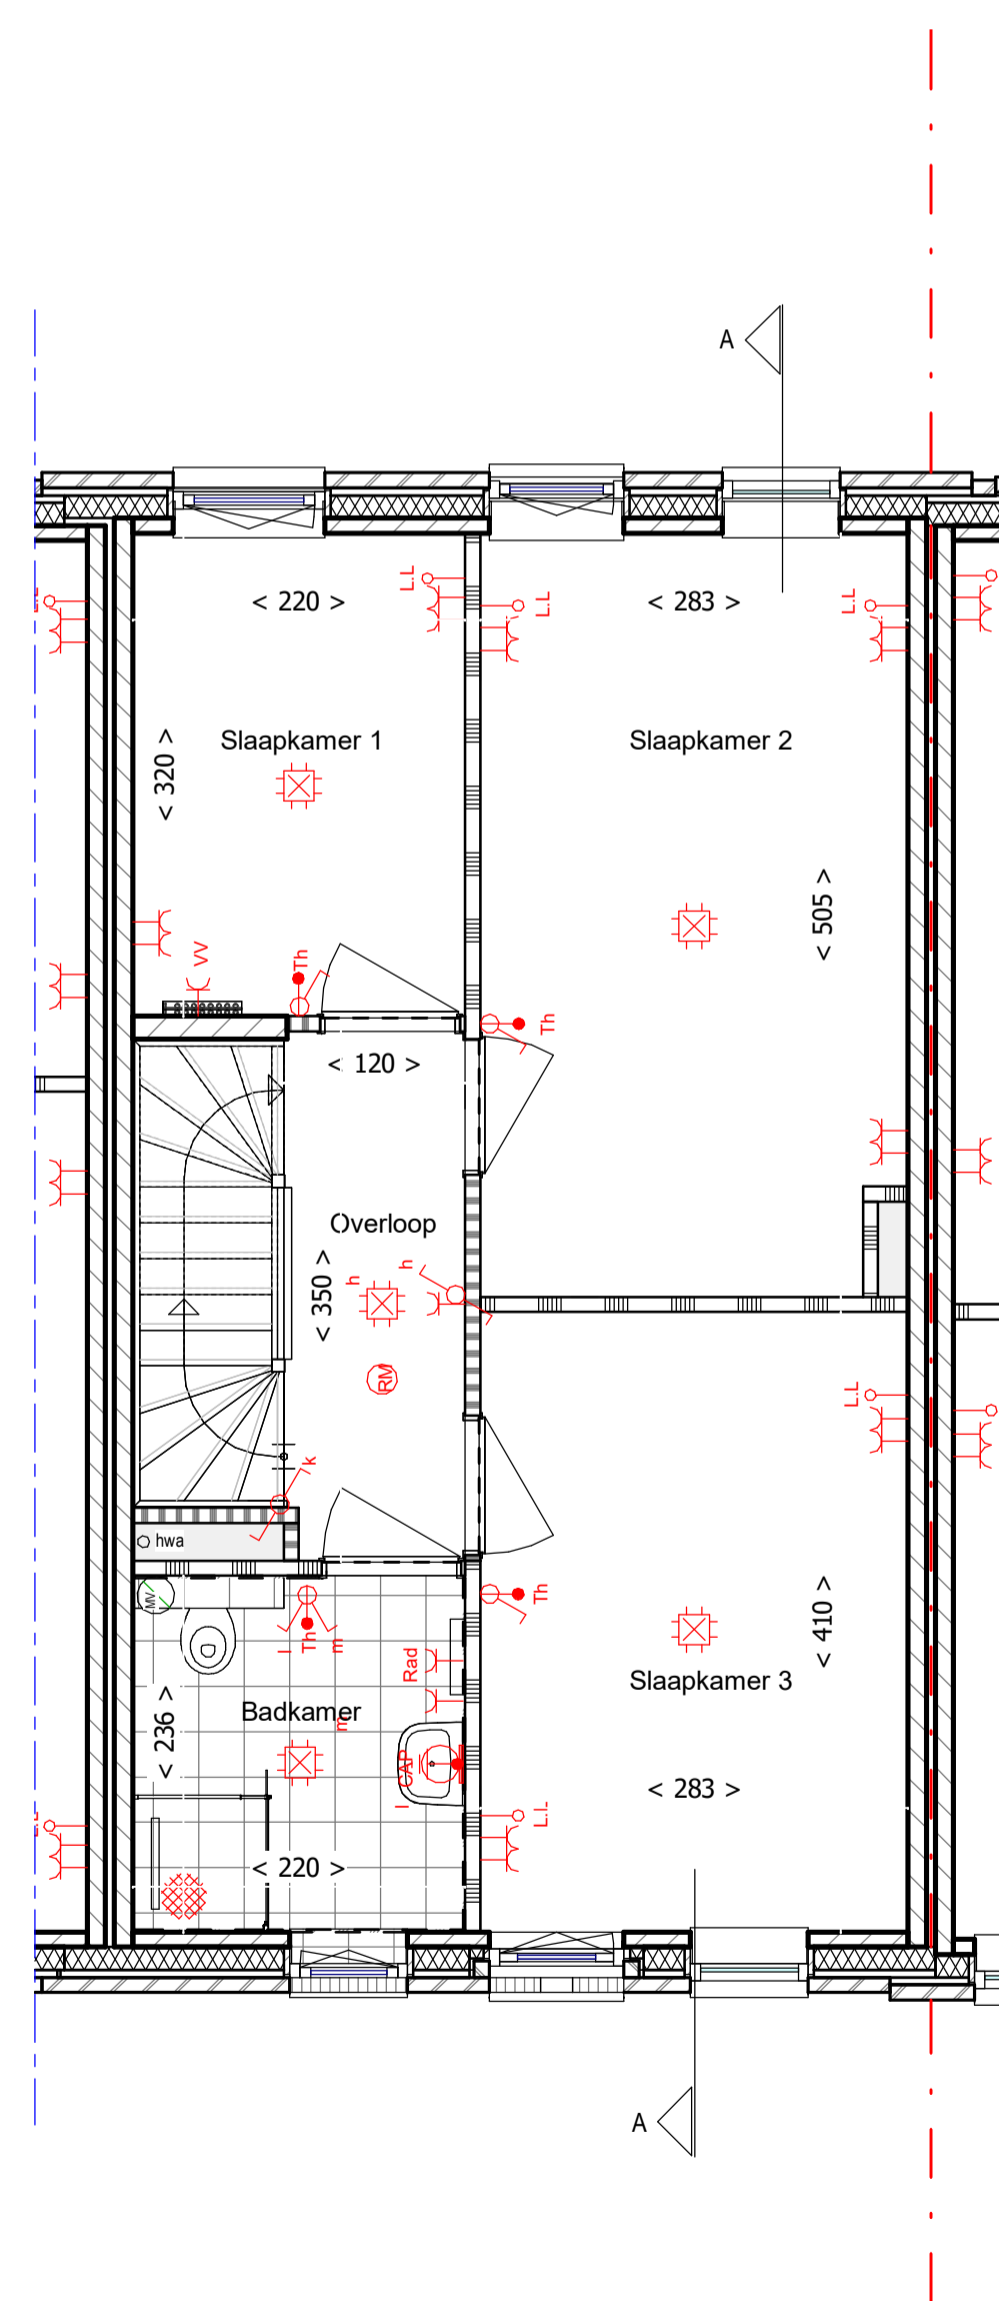 A
L.L
L.L
L.L
L.L
< 220 >
< 283 >
Slaapkamer 1
Slaapkamer 2
< 320 >
< 505 >
VV
Th
Th
< 120 >
Overloop
h
h
< 350 >
RM
L.L
k
hwa
MV
Th
l
Th
m
Rad
< 410 >
Slaapkamer 3
Badkamer
m
< 236 >
CAP
l
< 283 >
L.L
L.L
< 220 >
A